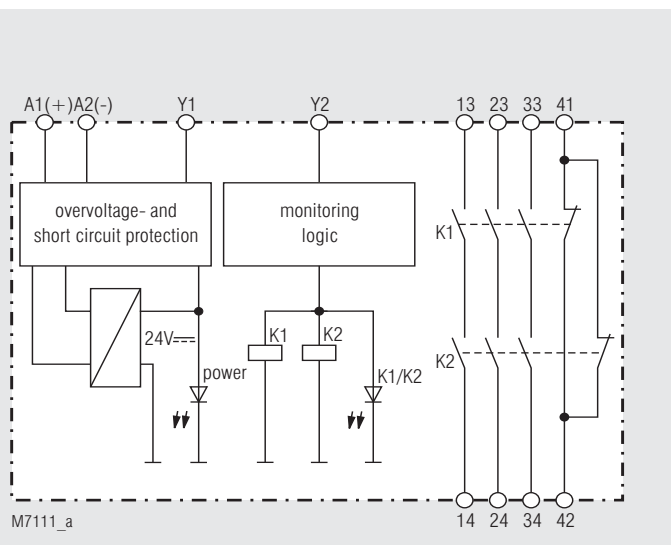 A1(+) A2(-) Y1 Y2 13 23 33 41
overvoltage- and
short circuit protection
monitoring
logic
K1
24V⎓
K1 K2
K2
power
K1/K2
M7111_a
14 24 34 42